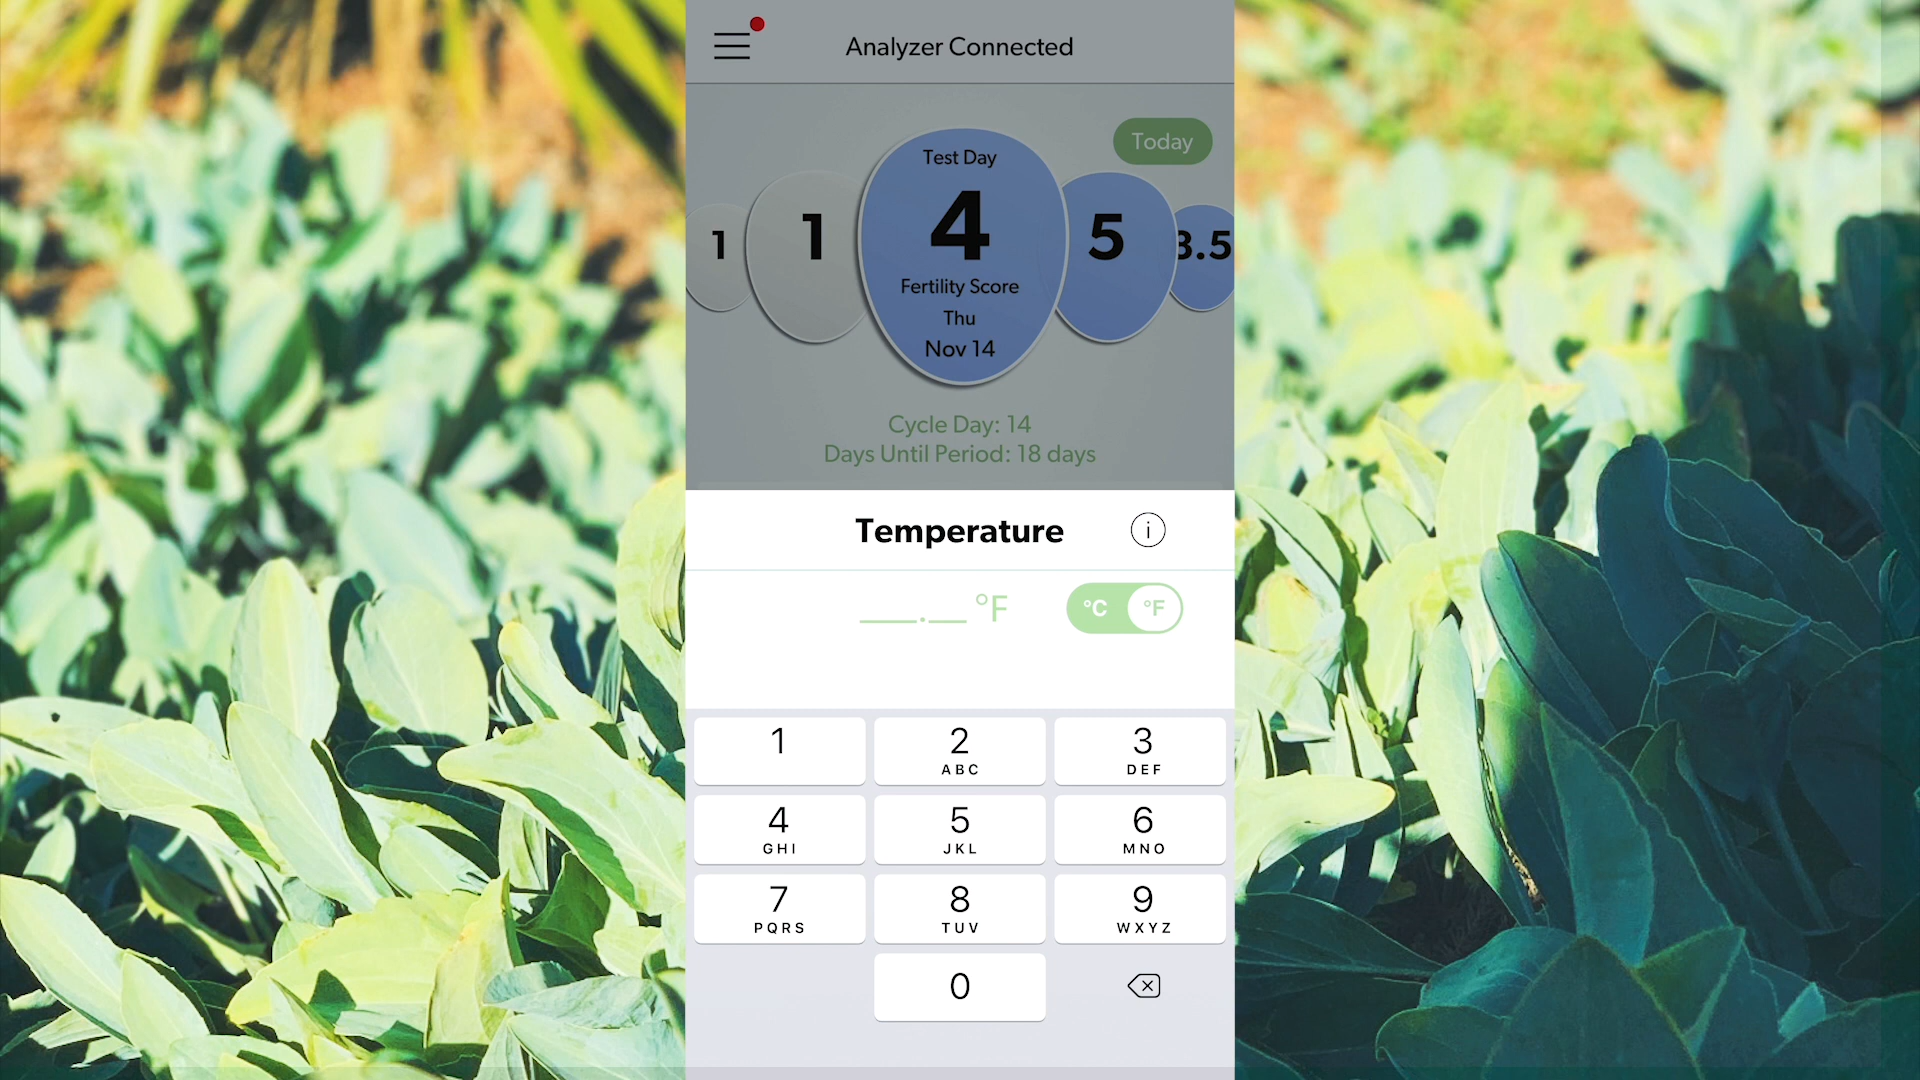 Analyzer Connected
Today
Test Day
1
1
4
5
3.5
Fertility Score
Thu
Nov 14
Cycle Day: 14
Days Until Period: 18 days
Temperature
i
__.__ °F
°C °F
1
2
ABC
3
DEF
4
GHI
5
JKL
6
MNO
7
PQRS
8
TUV
9
WXYZ
0